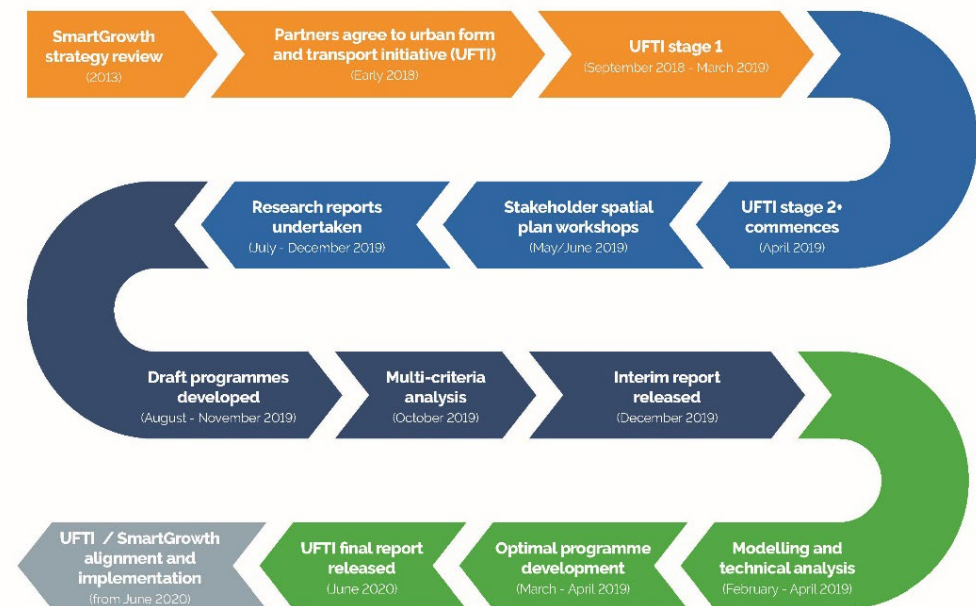 SmartGrowth
strategy review
(2013)
Partners agree to urban form
and transport initiative (UFTI)
(Early 2018)
UFTI stage 1
(September 2018 - March 2019)
UFTI stage 2+
commences
(April 2019)
Stakeholder spatial
plan workshops
(May/June 2019)
Research reports
undertaken
(July - December 2019)
Draft programmes
developed
(August - November 2019)
Multi-criteria
analysis
(October 2019)
Interim report
released
(December 2019)
Modelling and
technical analysis
(February - April 2019)
Optimal programme
development
(March - April 2019)
UFTI final report
released
(June 2020)
UFTI / SmartGrowth
alignment and
implementation
(from June 2020)